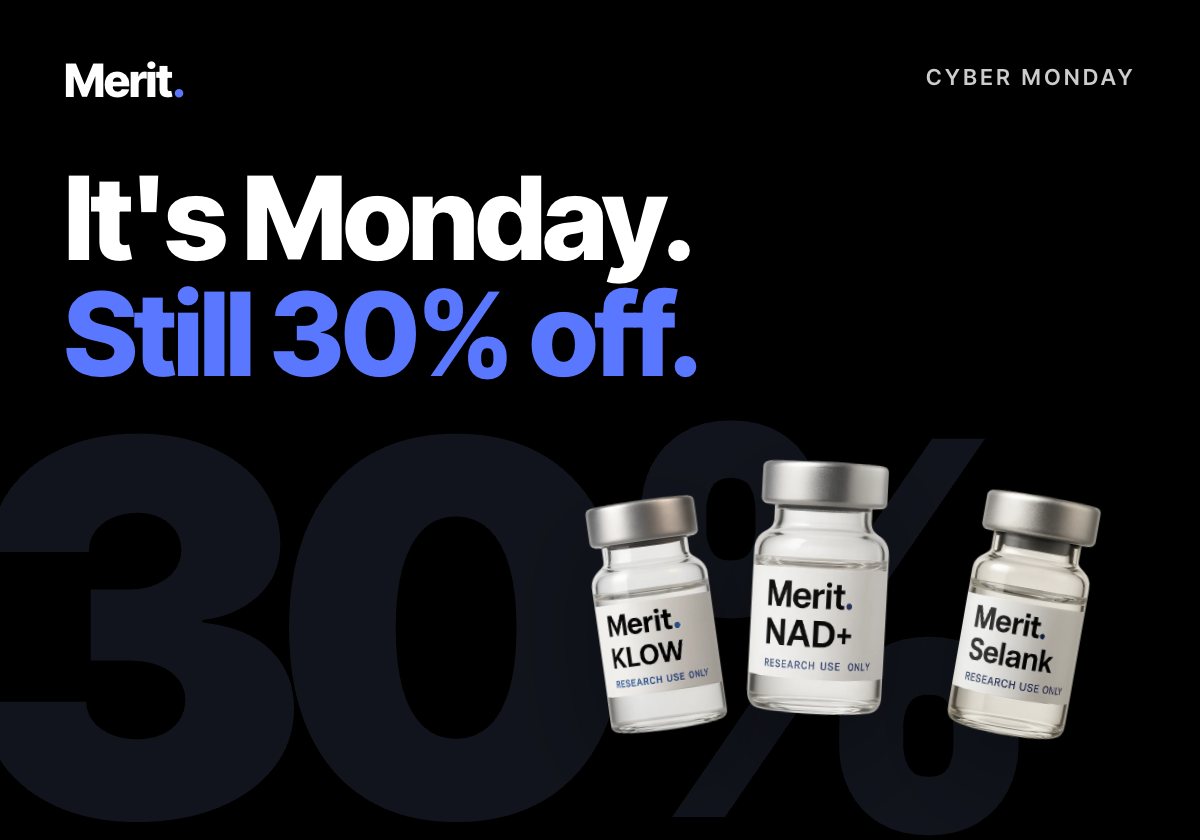 Merit.
CYBER MONDAY
It's Monday.
Still 30% off.
30%
Merit.
KLOW
RESEARCH USE ONLY
Merit.
NAD+
RESEARCH USE ONLY
Merit.
Selank
RESEARCH USE ONLY